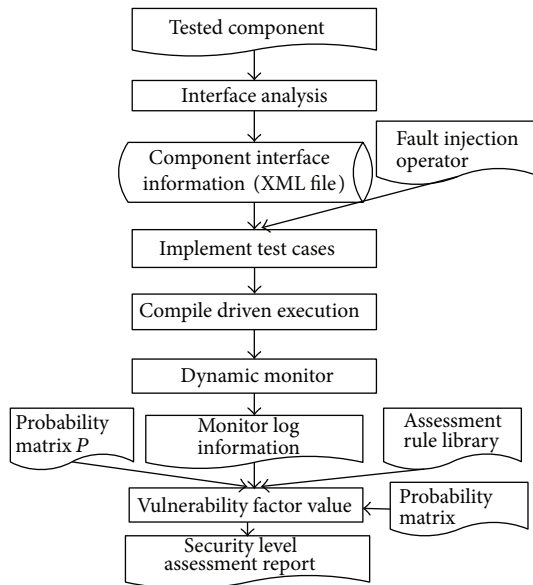 Tested component
Interface analysis
Component interface
information (XML file)
Fault injection
operator
Implement test cases
Compile driven execution
Dynamic monitor
Probability
matrix P
Monitor log
information
Assessment
rule library
Vulnerability factor value
Probability
matrix
Security level
assessment report